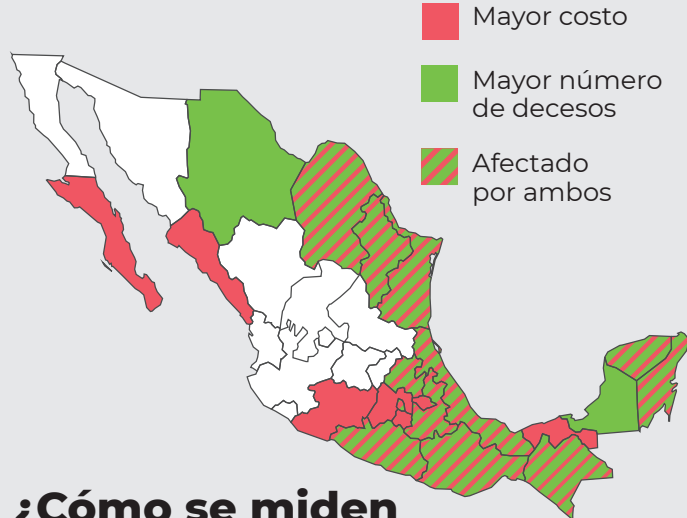 Mayor costo
Mayor número
de decesos
Afectado
por ambos
¿Cómo se miden